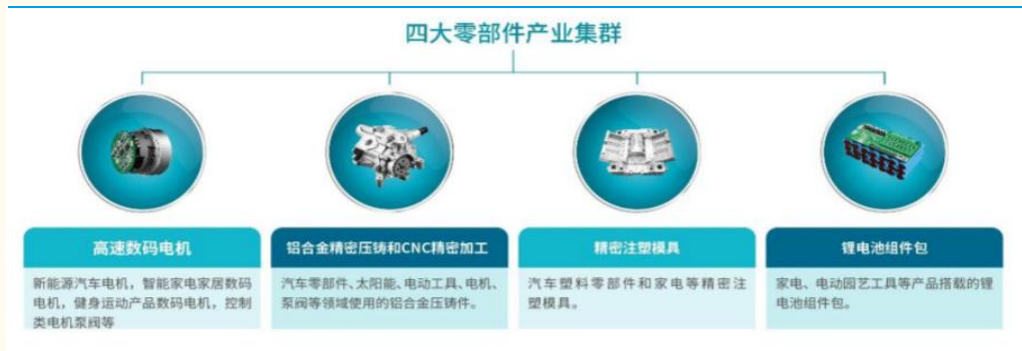 四大零部件产业集群
高速数码电机
新能源汽车电机，智能家电家居数码
电机，健身运动产品数码电机，控制
类电机泵阀等
铝合金精密压铸和CNC精密加工
汽车零部件、太阳能、电动工具、电机、
泵阀等领域使用的铝合金压铸件。
精密注塑模具
汽车塑料零部件和家电等精密注
塑模具。
锂电池组件包
家电、电动园艺工具等产品搭载的锂
电池组件包。